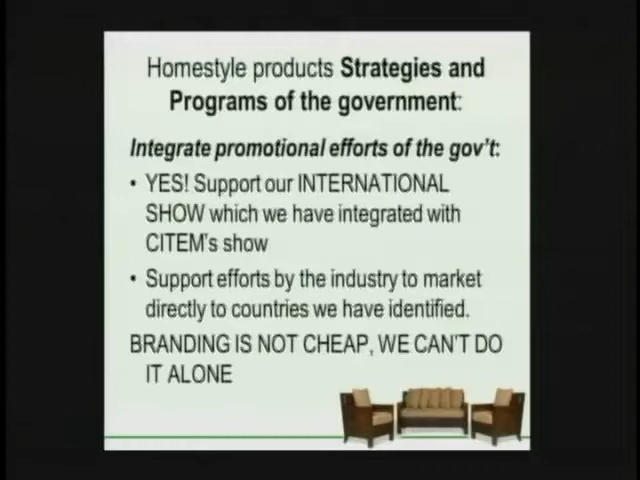 Homestyle products Strategies and
Programs of the government:
Integrate promotional efforts of the gov't:
• YES! Support our INTERNATIONAL
SHOW which we have integrated with
CITEM's show
• Support efforts by the industry to market
directly to countries we have identified.
BRANDING IS NOT CHEAP, WE CAN'T DO
IT ALONE